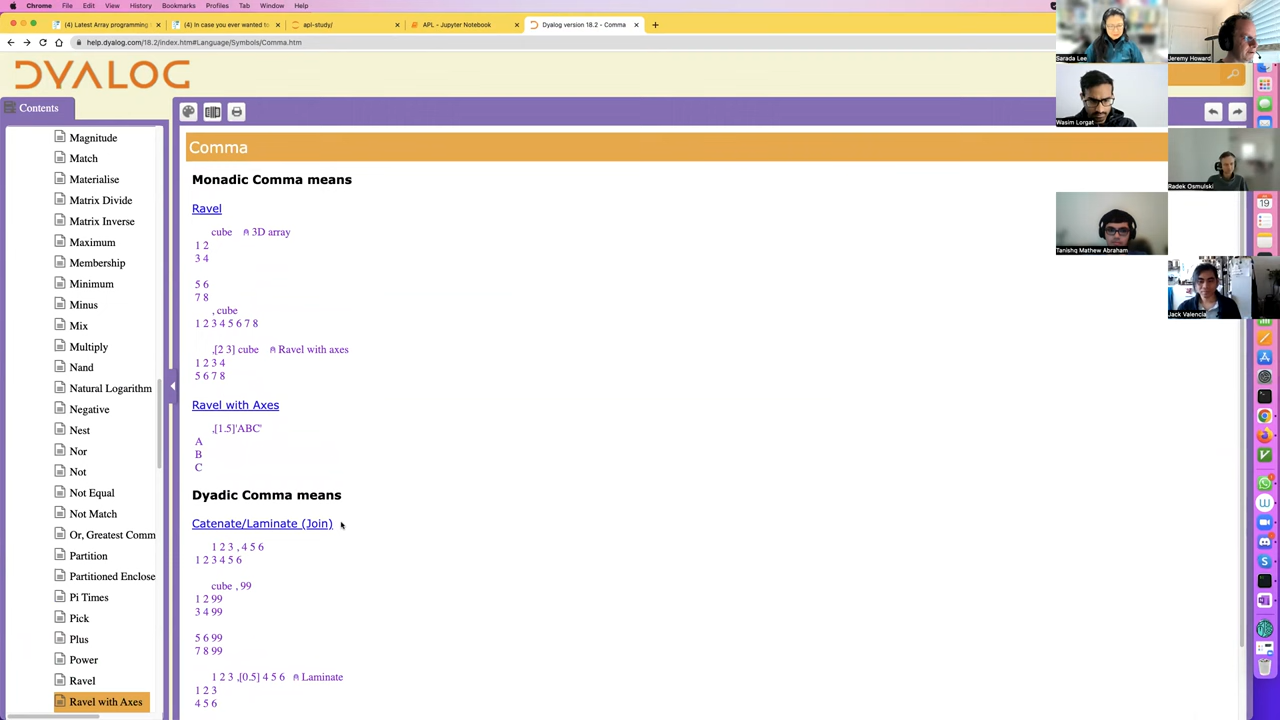 Chrome File Edit View History Bookmarks Profiles Tab Window Help
(4) Latest Array programming
(4) In case you ever wanted to
apl-study/
APL - Jupyter Notebook
Dyalog version 18.2 - Comma
help.dyalog.com/18.2/index.htm#Language/Symbols/Comma.htm
DYALOG
Contents
Magnitude
Match
Materialise
Matrix Divide
Matrix Inverse
Maximum
Membership
Minimum
Minus
Mix
Multiply
Nand
Natural Logarithm
Negative
Nest
Nor
Not
Not Equal
Not Match
Or, Greatest Comm
Partition
Partitioned Enclose
Pi Times
Pick
Plus
Power
Ravel
Ravel with Axes
Comma
Monadic Comma means
Ravel
cube ⍝ 3D array
1 2
3 4
5 6
7 8
, cube
1 2 3 4 5 6 7 8
,[2 3] cube ⍝ Ravel with axes
1 2 3 4
5 6 7 8
Ravel with Axes
,[1.5]'ABC'
A
B
C
Dyadic Comma means
Catenate/Laminate (Join)
1 2 3 , 4 5 6
1 2 3 4 5 6
cube , 99
1 2 99
3 4 99
5 6 99
7 8 99
1 2 3 ,[0.5] 4 5 6 ⍝ Laminate
1 2 3
4 5 6
Sarada Lee
Jeremy Howard
Wasim Lorgat
Radek Osmulski
Tanishq Mathew Abraham
Jack Valencia
19